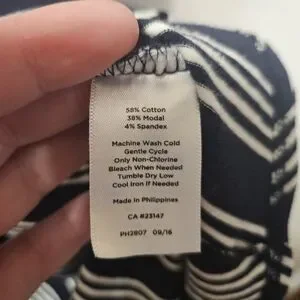 58% Cotton
38% Modal
4% Spandex
Machine Wash Cold
Gentle Cycle
Only Non-Chlorine
Bleach When Needed
Tumble Dry Low
Cool Iron If Needed
Made In Philippines
CA #23147
PH2807 09/16